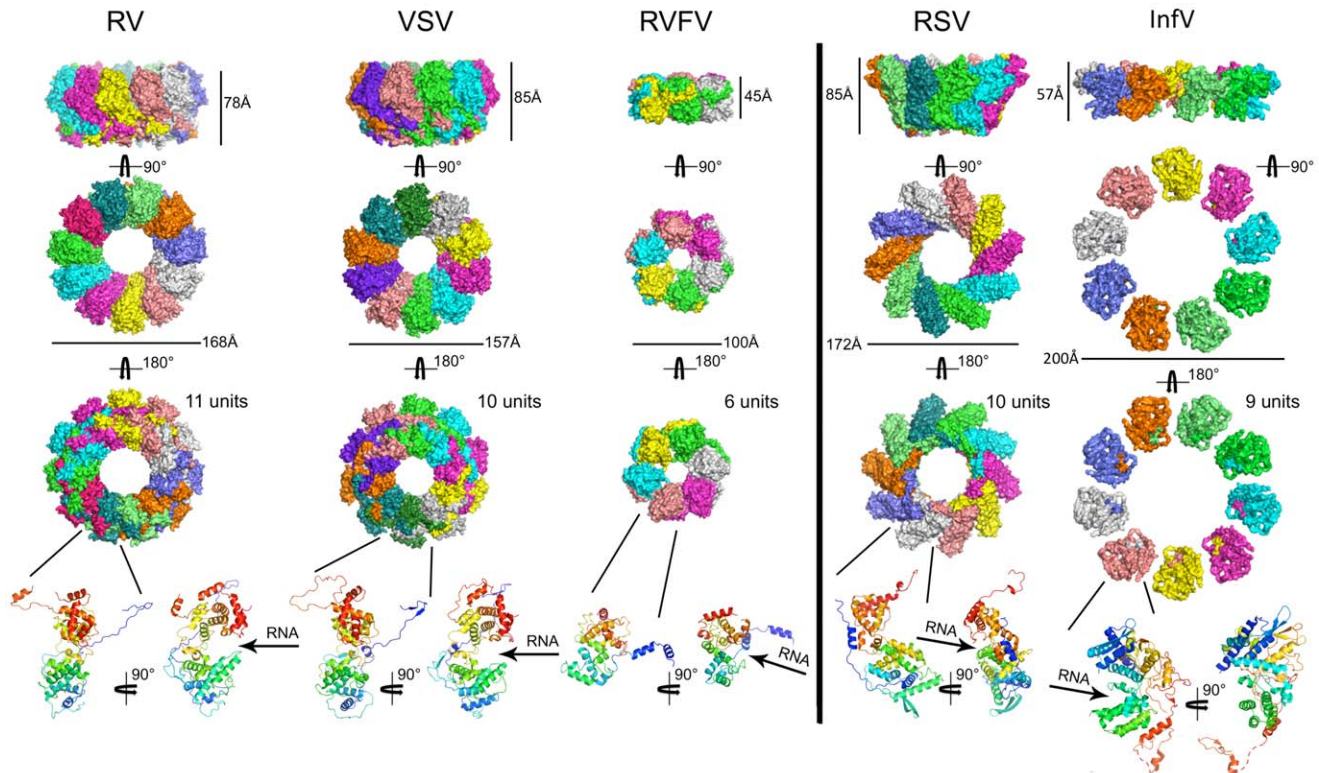 RV VSV RVFV RSV InfV
78Å 85Å 45Å 85Å 57Å
90° 90° 90° 90° 90°
168Å 157Å 100Å 172Å 200Å
180° 180° 180° 180° 180°
11 units 10 units 6 units 10 units 9 units
RNA RNA RNA RNA RNA
90° 90° 90° 90° 90°